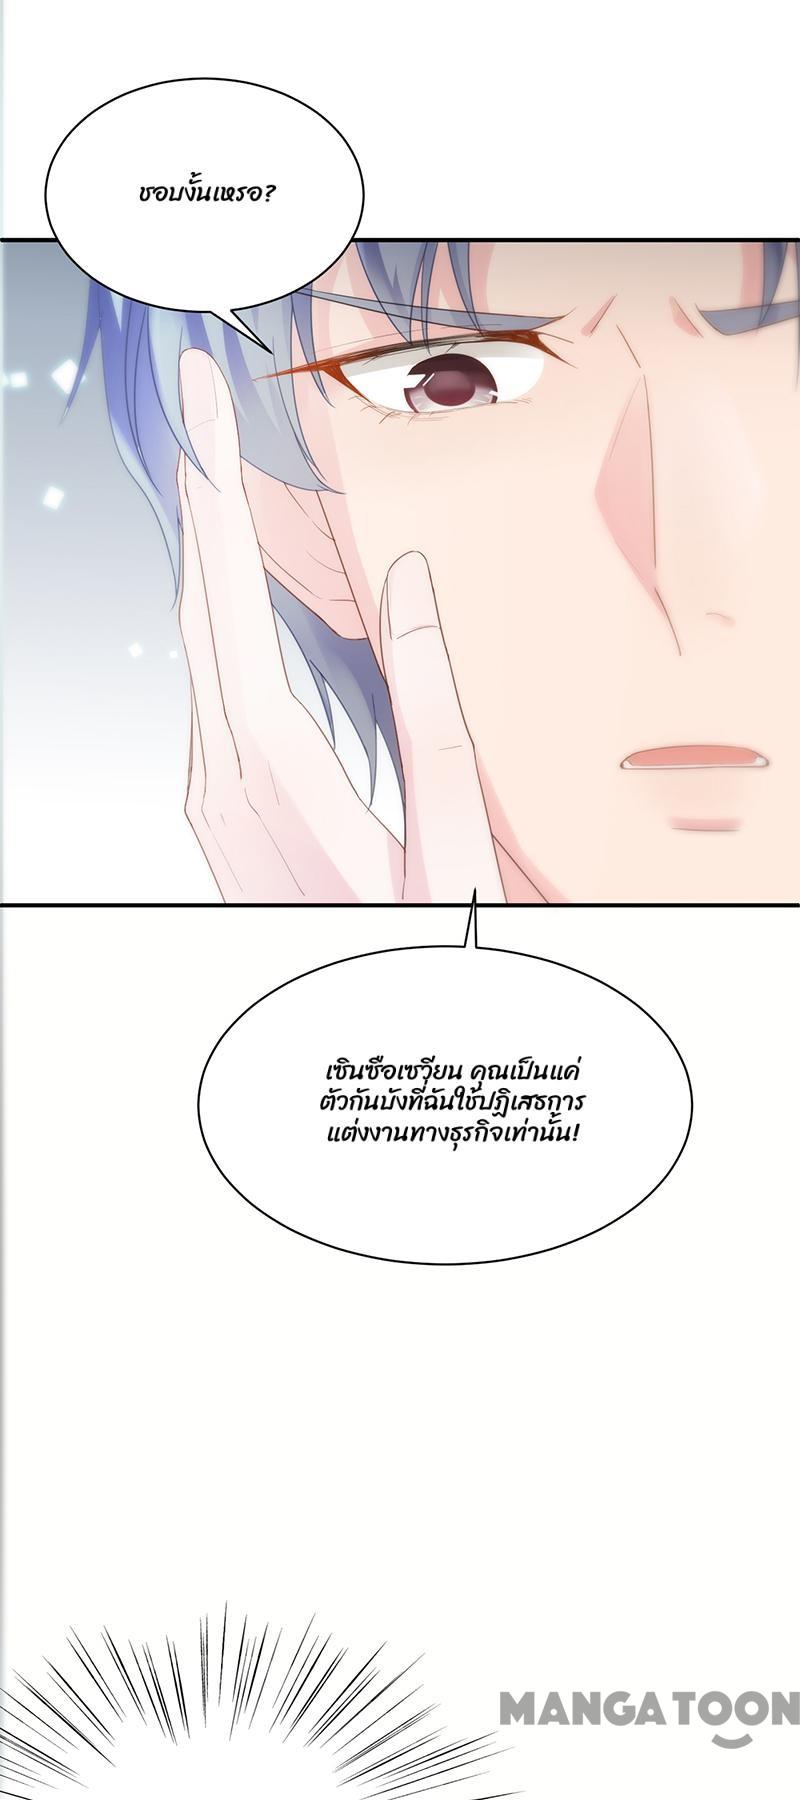 ชอบงั้นเหรอ?
เซินซือเซวียน คุณเป็นแค่
ตัวกันบังที่ฉันใช้ปฏิเสธการ
แต่งงานทางธุรกิจเท่านั้น!
MANGA TOON